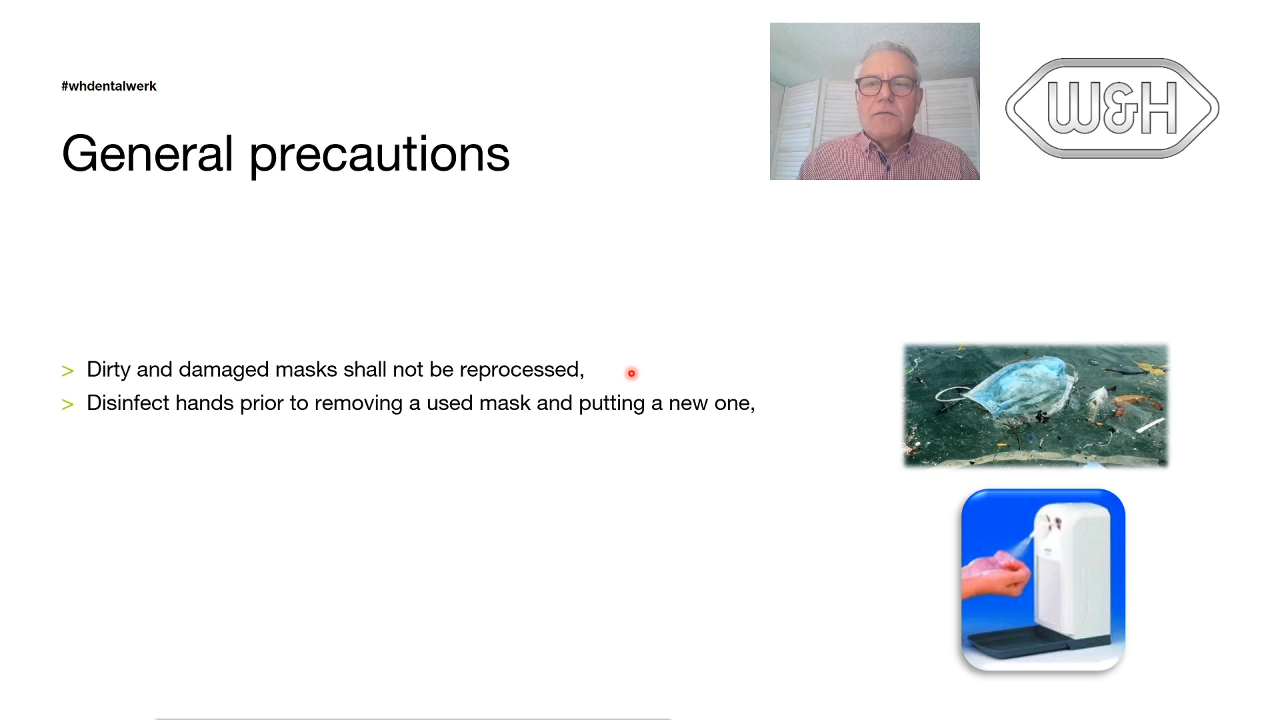 #whdentalwerk
W&H
General precautions
> Dirty and damaged masks shall not be reprocessed,
> Disinfect hands prior to removing a used mask and putting a new one,